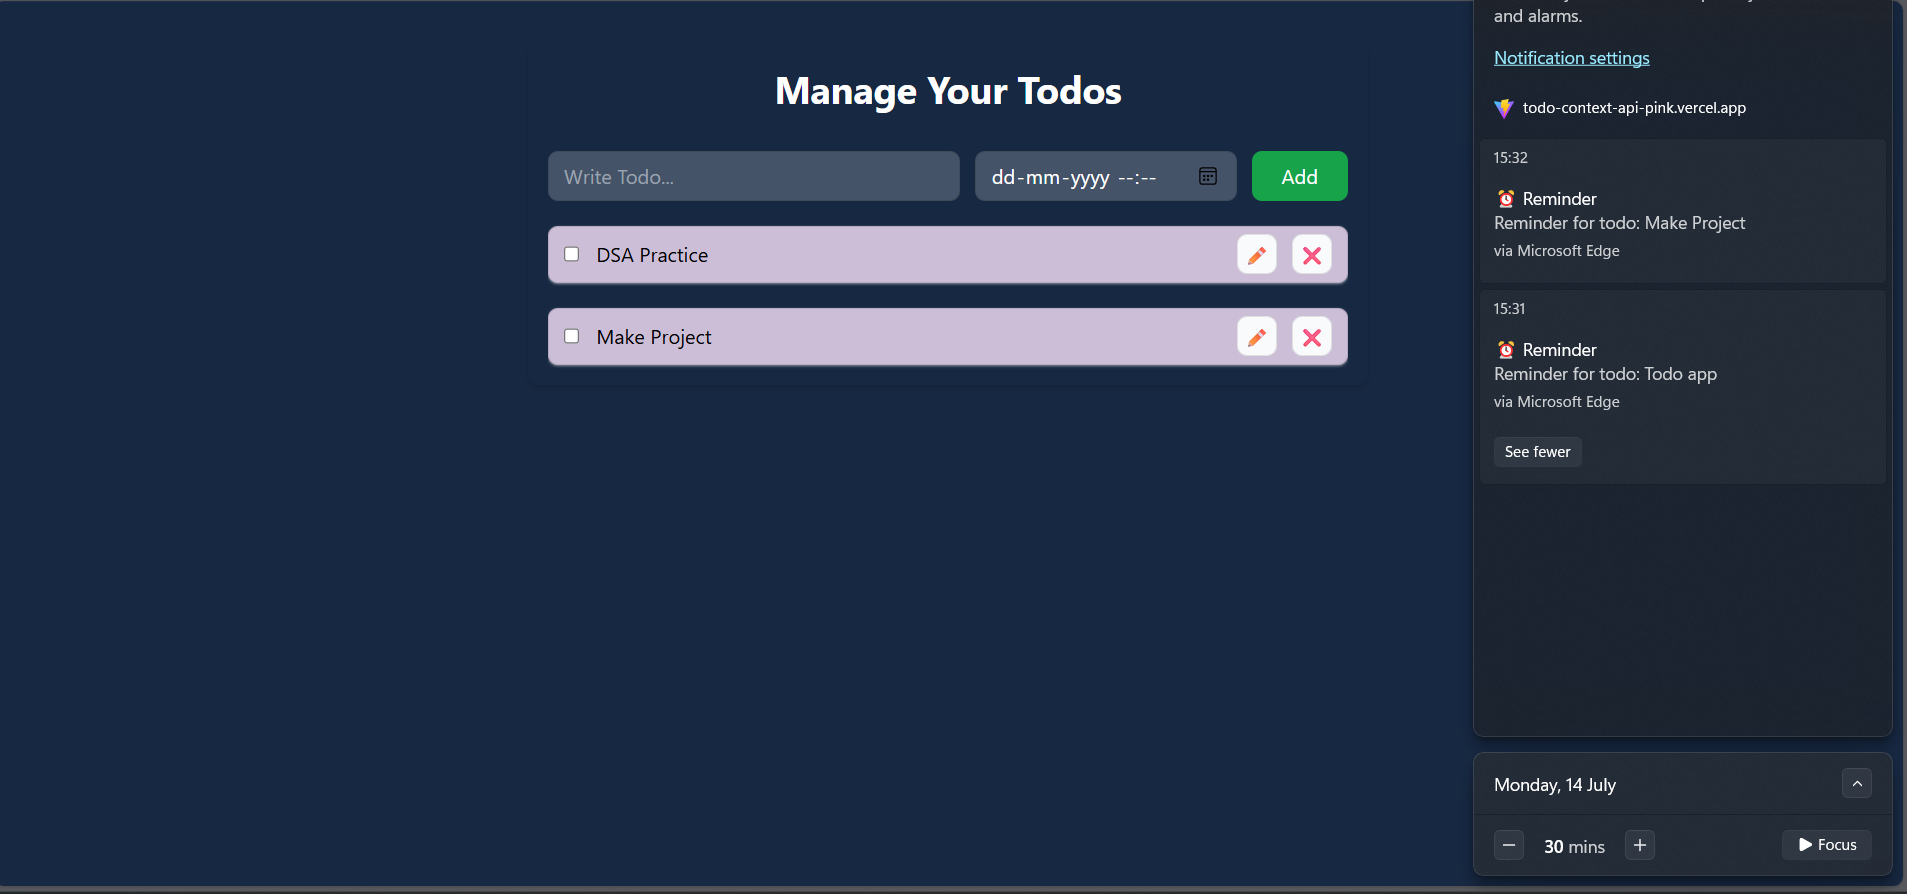 Manage Your Todos
Write Todo...
dd-mm-yyyy --:--
Add
DSA Practice
Make Project
and alarms.
Notification settings
todo-context-api-pink.vercel.app
15:32
⏰ Reminder
Reminder for todo: Make Project
via Microsoft Edge
15:31
⏰ Reminder
Reminder for todo: Todo app
via Microsoft Edge
See fewer
Monday, 14 July
30 mins
Focus